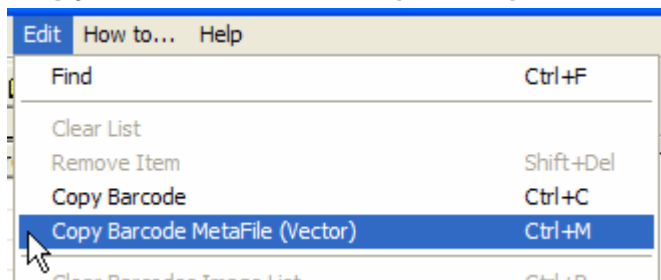 Edit How to... Help
Find Ctrl+F
Clear List
Remove Item Shift+Del
Copy Barcode Ctrl+C
Copy Barcode MetaFile (Vector) Ctrl+M